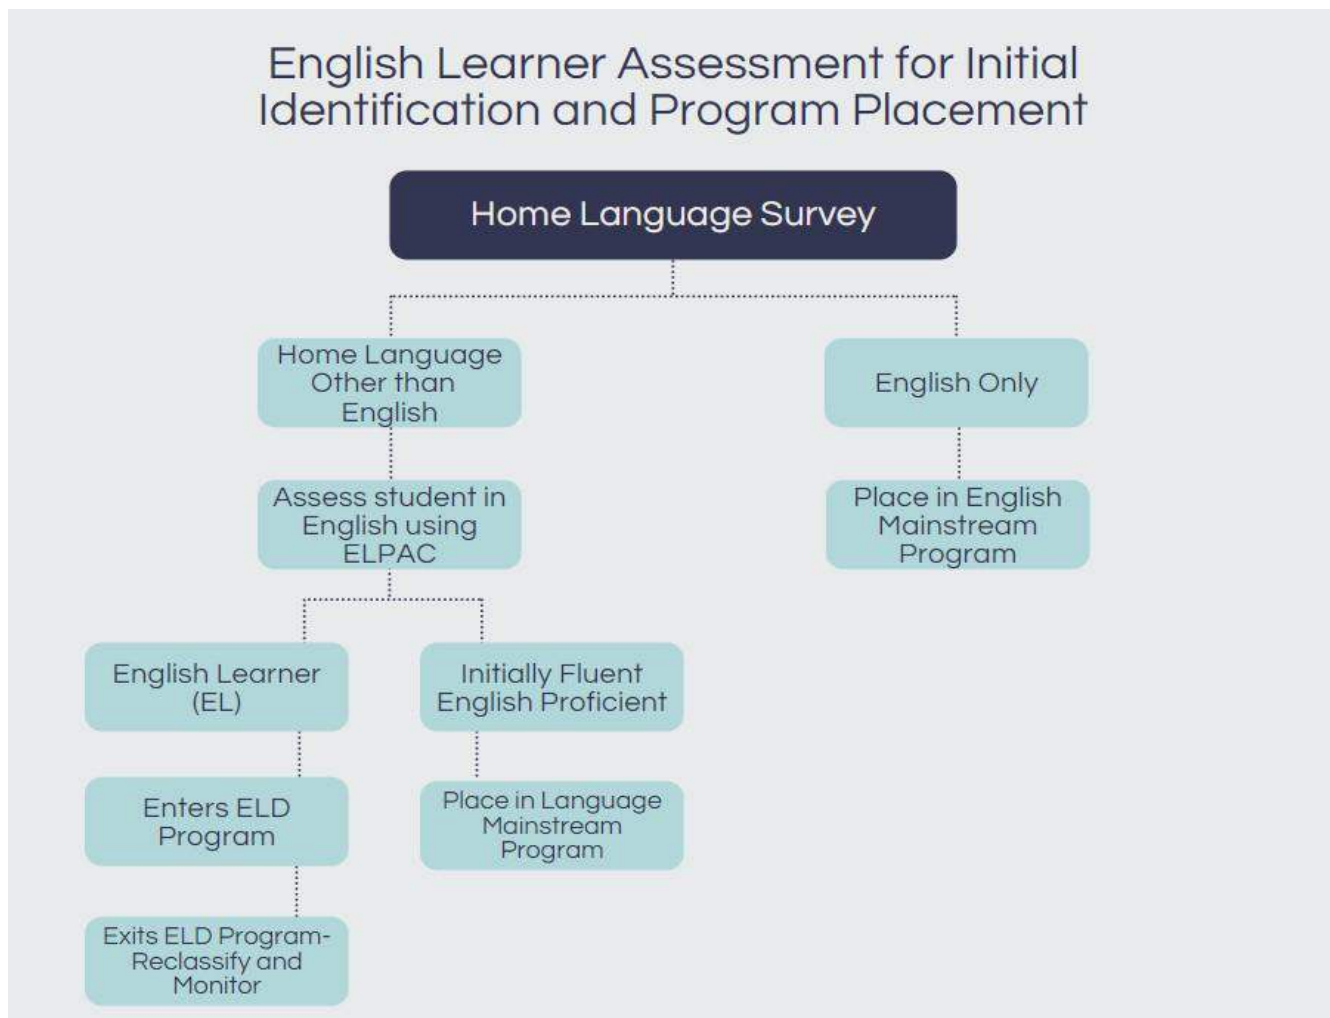 English Learner Assessment for Initial
Identification and Program Placement
Home Language Survey
Home Language
Other than
English
English Only
Assess student in
English using
ELPAC
Place in English
Mainstream
Program
English Learner
(EL)
Initially Fluent
English Proficient
Enters ELD
Program
Place in Language
Mainstream
Program
Exits ELD Program-
Reclassify and
Monitor